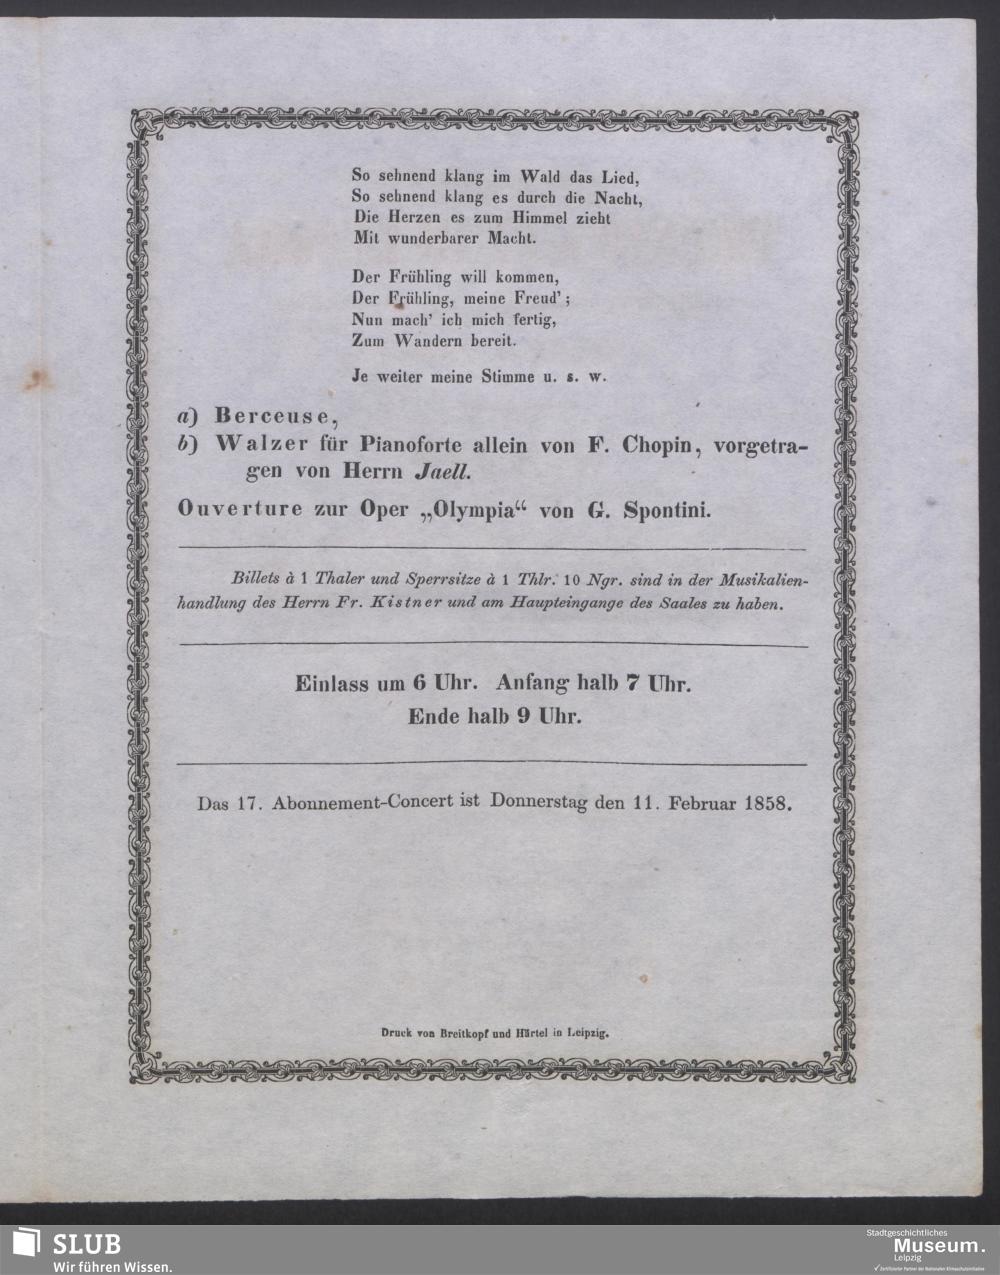 So sehnend klang im Wald das Lied,
So sehnend klang es durch die Nacht,
Die Herzen es zum Himmel zieht
Mit wunderbarer Macht.
Der Frühling will kommen,
Der Frühling, meine Freud';
Nun mach' ich mich fertig,
Zum Wandern bereit.
Je weiter meine Stimme u. s. w.
a) Berceuse,
b) Walzer für Pianoforte allein von F. Chopin, vorgetra-
gen von Herrn Jaell.
Ouverture zur Oper „Olympia“ von G. Spontini.
Billets à 1 Thaler und Sperrsitze à 1 Thlr. 10 Ngr. sind in der Musikalien-
handlung des Herrn Fr. Kistner und am Haupteingange des Saales zu haben.
Einlass um 6 Uhr. Anfang halb 7 Uhr.
Ende halb 9 Uhr.
Das 17. Abonnement-Concert ist Donnerstag den 11. Februar 1858.
Druck von Breitkopf und Härtel in Leipzig.
SLUB
Wir führen Wissen.
Stadtgeschichtliches
Museum.
Leipzig
Zertifizierter Partner der Nationalen Klimaschutzinitiative